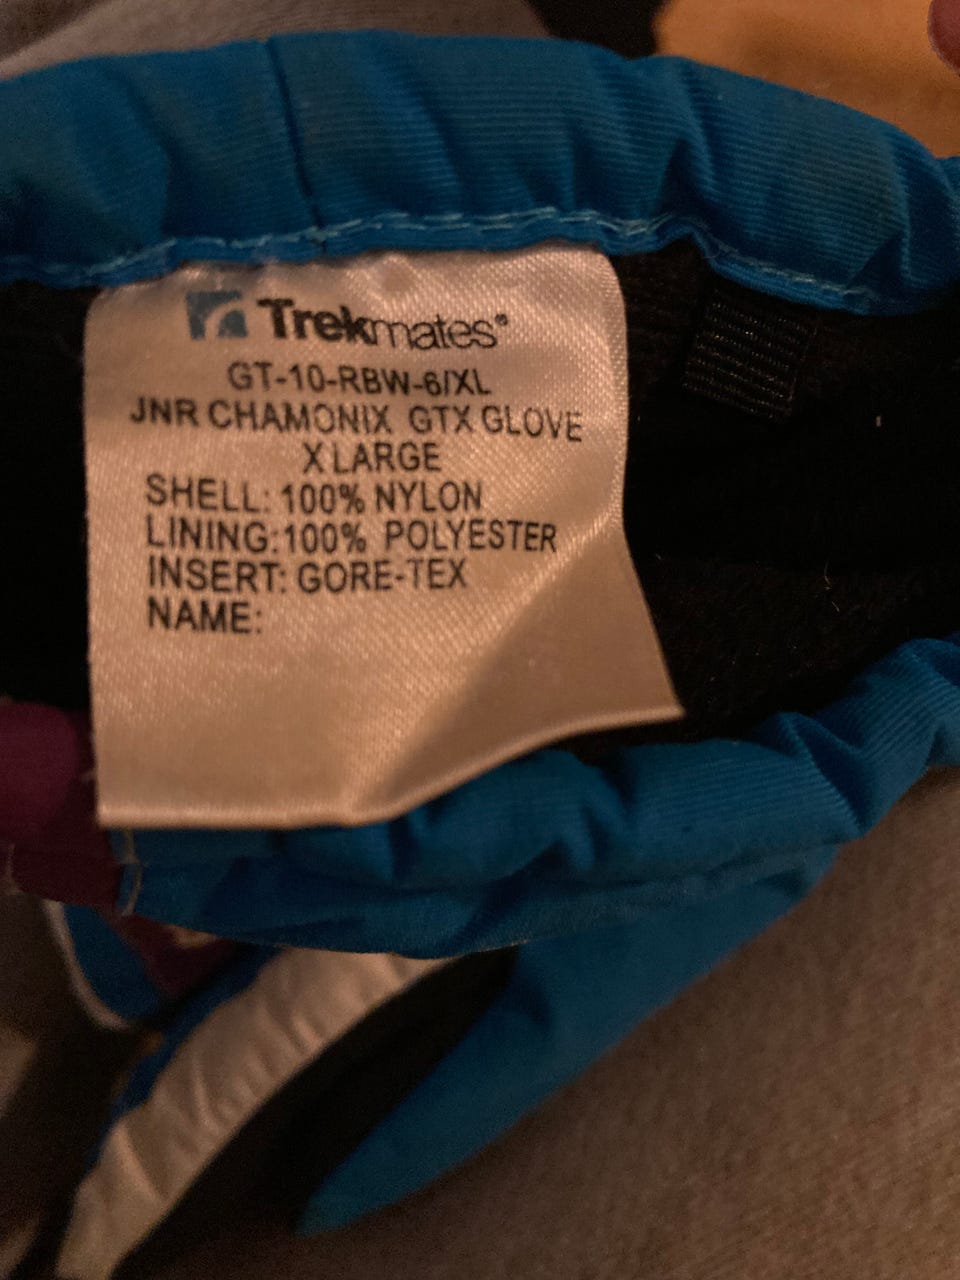 Trekmates®
GT-10-RBW-6/XL
JNR CHAMONIX GTX GLOVE
X LARGE
SHELL: 100% NYLON
LINING:100% POLYESTER
INSERT: GORE-TEX
NAME: